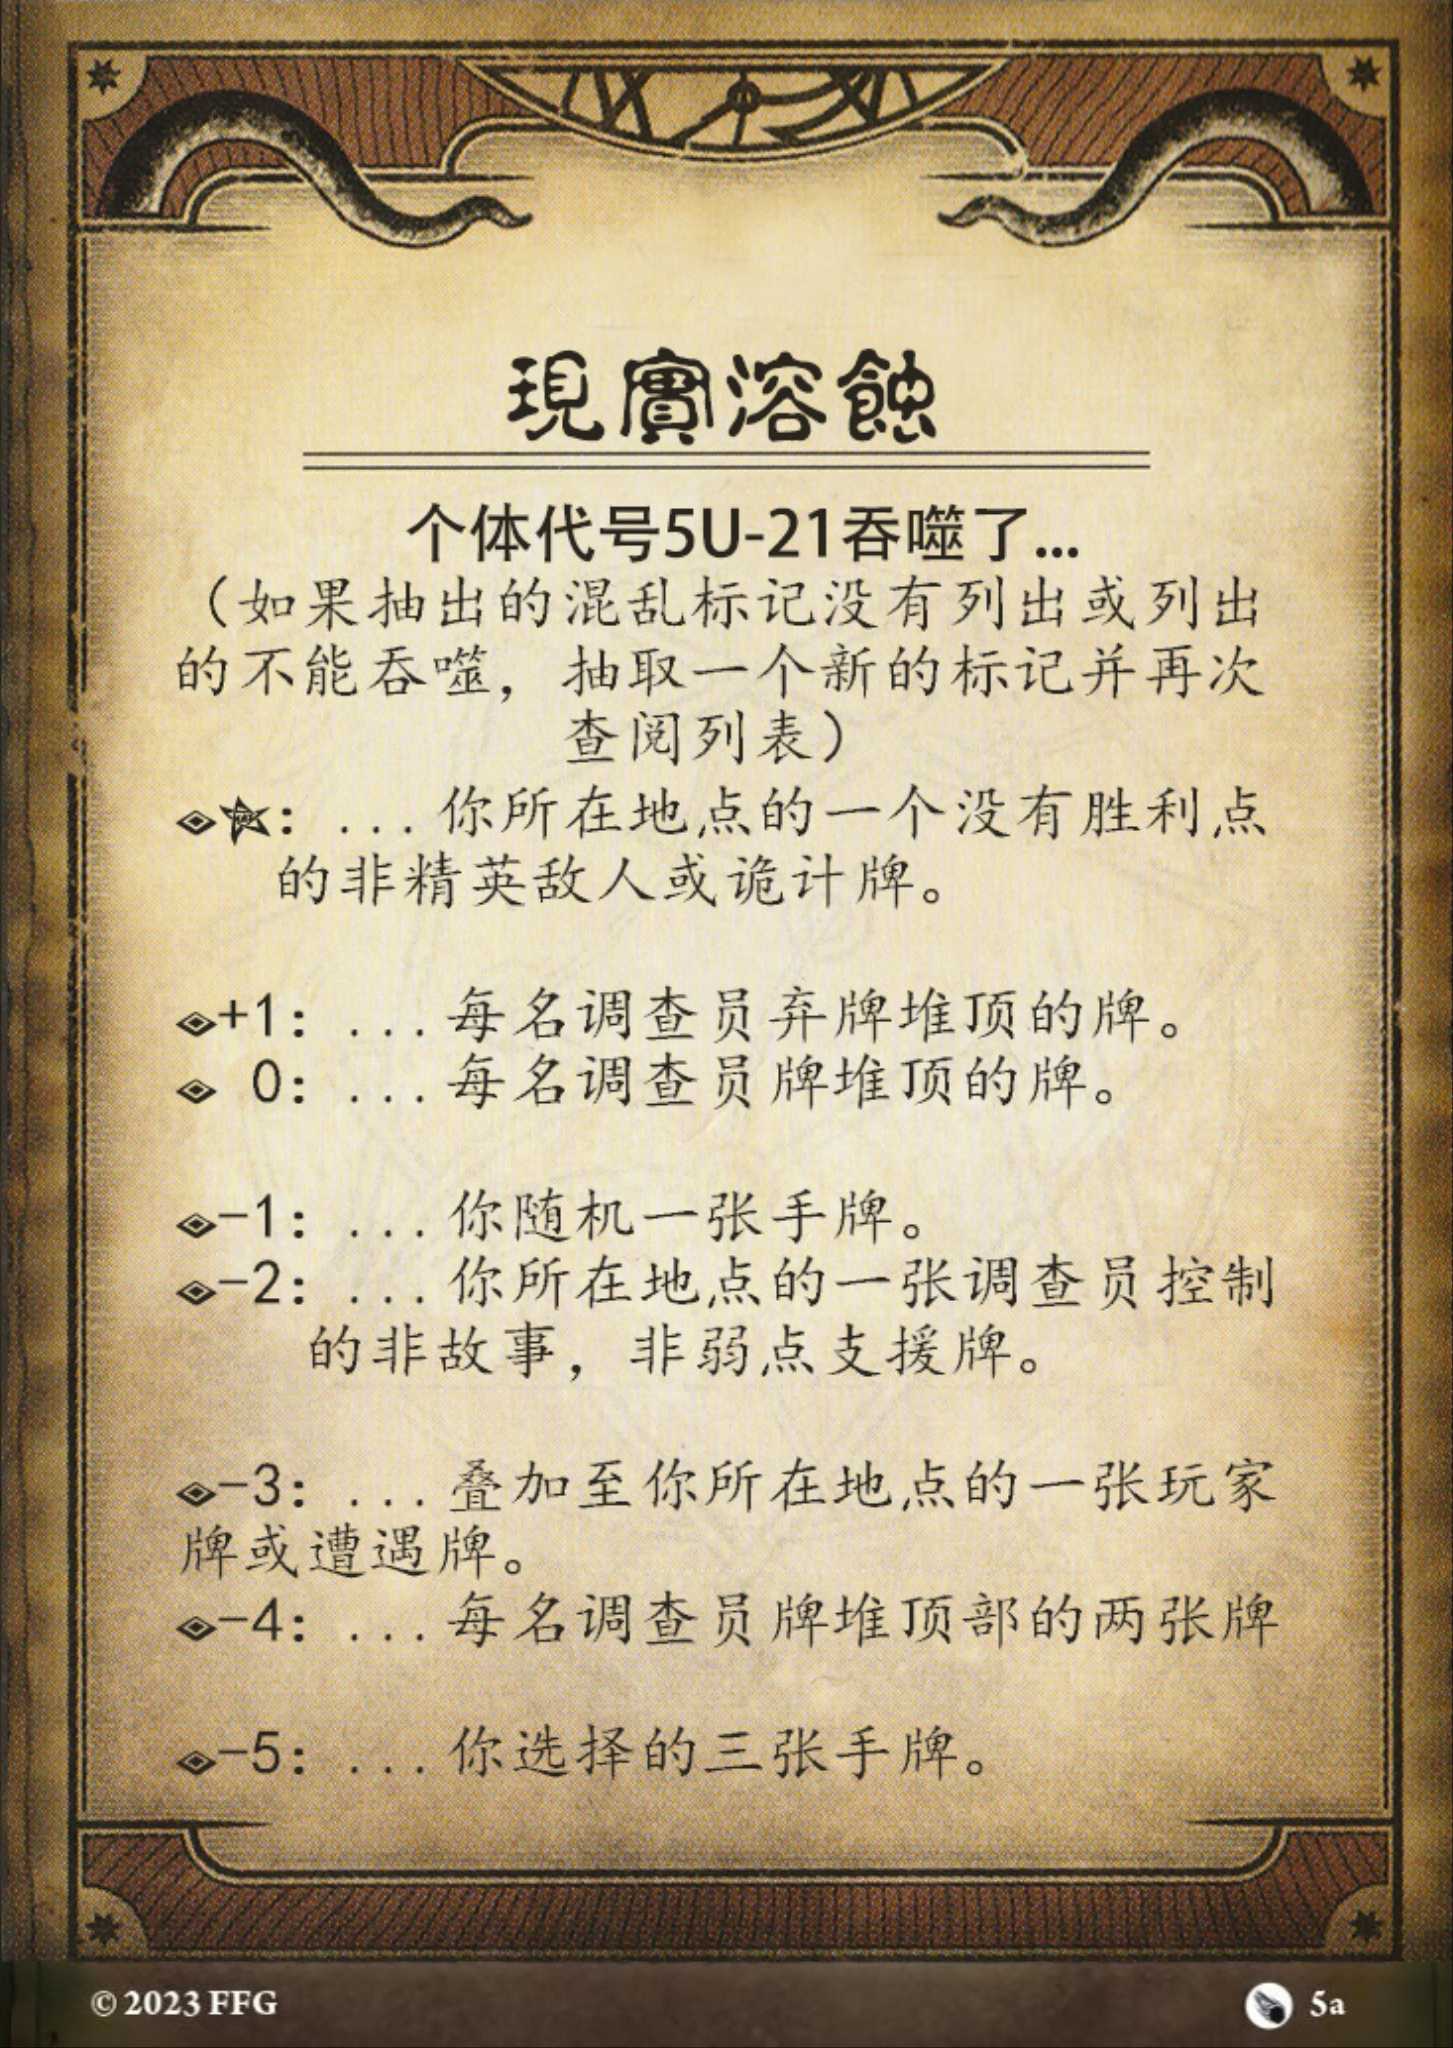 現實溶蝕
个体代号5U-21吞噬了...
（如果抽出的混乱标记没有列出或列出
的不能吞噬，抽取一个新的标记并再次
查阅列表）
：...你所在地点的一个没有胜利点
的非精英敌人或诡计牌。
+1：...每名调查员弃牌堆顶的牌。
0：...每名调查员牌堆顶的牌。
-1：...你随机一张手牌。
-2：...你所在地点的一张调查员控制
的非故事，非弱点支援牌。
-3：...叠加至你所在地点的一张玩家
牌或遭遇牌。
-4：...每名调查员牌堆顶部的两张牌
-5：...你选择的三张手牌。
© 2023 FFG
5a